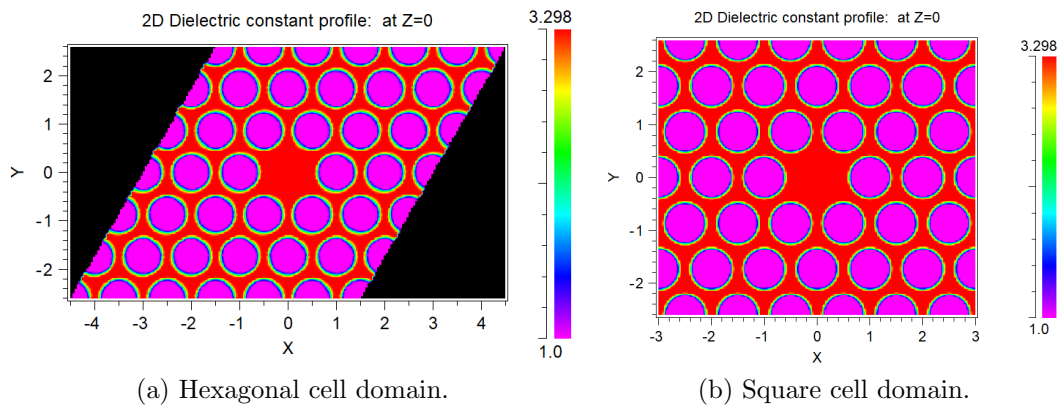 2D Dielectric constant profile: at Z=0
3.298
2
1
0
-1
-2
Y
-4 -3 -2 -1 0 1 2 3 4
X
1.0
(a) Hexagonal cell domain.
2D Dielectric constant profile: at Z=0
3.298
2
1
0
-1
-2
Y
-3 -2 -1 0 1 2 3
X
1.0
(b) Square cell domain.